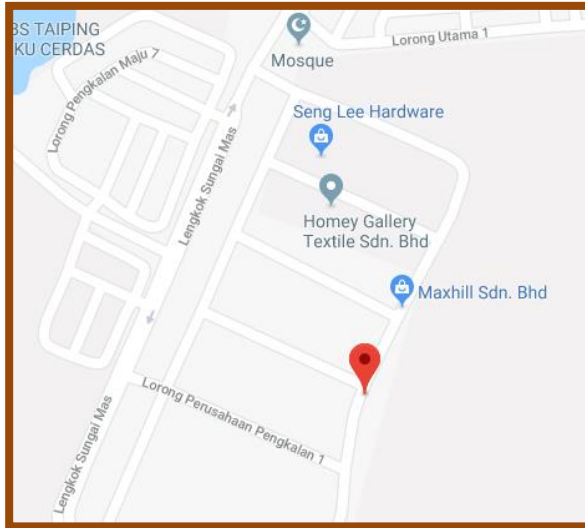 BS TAIPING
KU CERDAS
Mosque
Lorong Utama 1
Lorong Pengkalan Maju 7
Lengkok Sungai Mas
Seng Lee Hardware
Homey Gallery
Textile Sdn. Bhd
Maxhill Sdn. Bhd
Lorong Perusahaan Pengkalan 1
Lengkok Sungai Mas